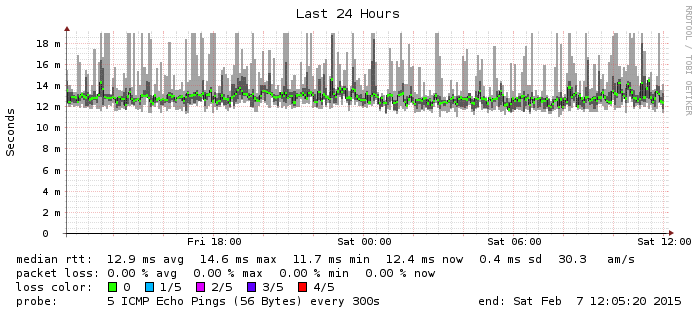 Last 24 Hours
RRDTOOL / TOBI OETIKER
Seconds
18 m
16 m
14 m
12 m
10 m
8 m
6 m
4 m
2 m
0
Fri 18:00 Sat 00:00 Sat 06:00 Sat 12:00
median rtt: 12.9 ms avg 14.6 ms max 11.7 ms min 12.4 ms now 0.4 ms sd 30.3 am/s
packet loss: 0.00 % avg 0.00 % max 0.00 % min 0.00 % now
loss color: 0 1/5 2/5 3/5 4/5
probe: 5 ICMP Echo Pings (56 Bytes) every 300s end: Sat Feb 7 12:05:20 2015